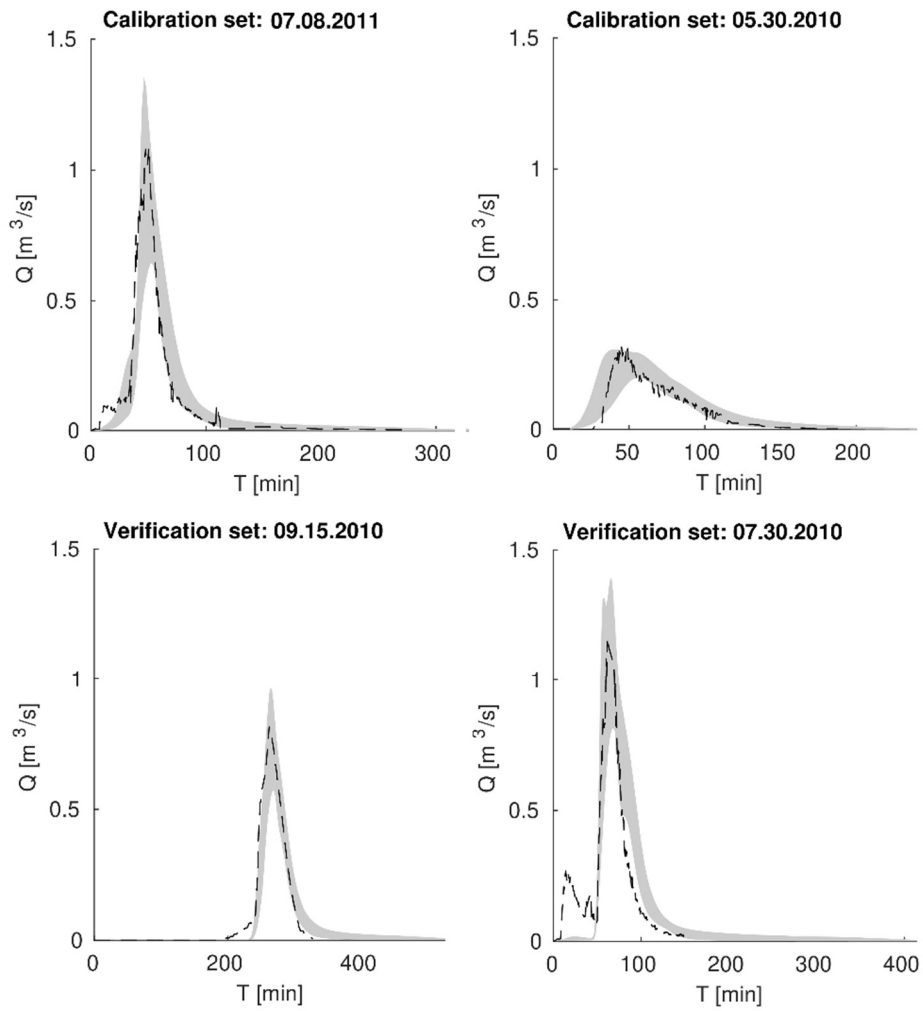 Calibration set: 07.08.2011
1.5
1
0.5
0
Q [m 3/s]
0 100 200 300
T [min]
Calibration set: 05.30.2010
1.5
1
0.5
0
Q [m 3/s]
0 50 100 150 200
T [min]
Verification set: 09.15.2010
1.5
1
0.5
0
Q [m 3/s]
0 200 400
T [min]
Verification set: 07.30.2010
1.5
1
0.5
0
Q [m 3/s]
0 100 200 300 400
T [min]